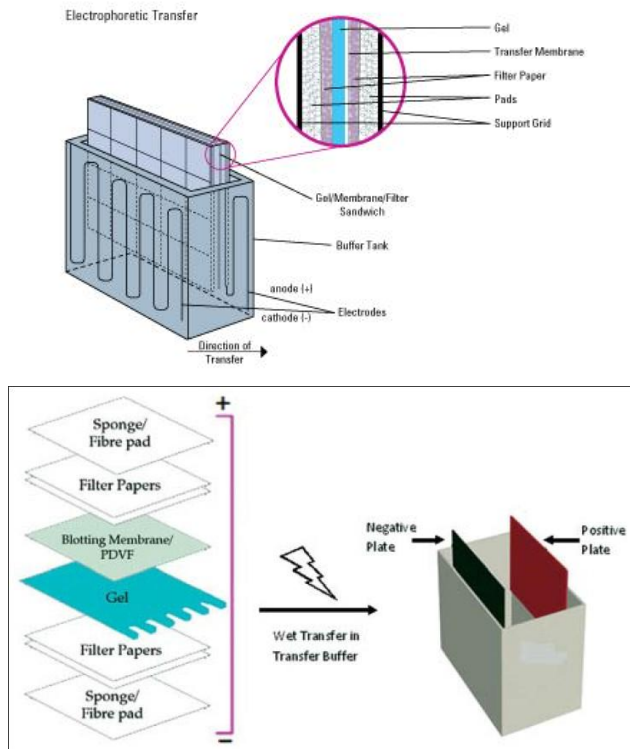 Electrophoretic Transfer
Gel
Transfer Membrane
Filter Paper
Pads
Support Grid
Gel/Membrane/Filter
Sandwich
Buffer Tank
anode (+)
Electrodes
cathode (-)
Direction of
Transfer
+
Sponge/
Fibre pad
Filter Papers
Blotting Membrane/
PDVF
Gel
Filter Papers
Sponge/
Fibre pad
−
Wet Transfer in
Transfer Buffer
Negative
Plate
Positive
Plate